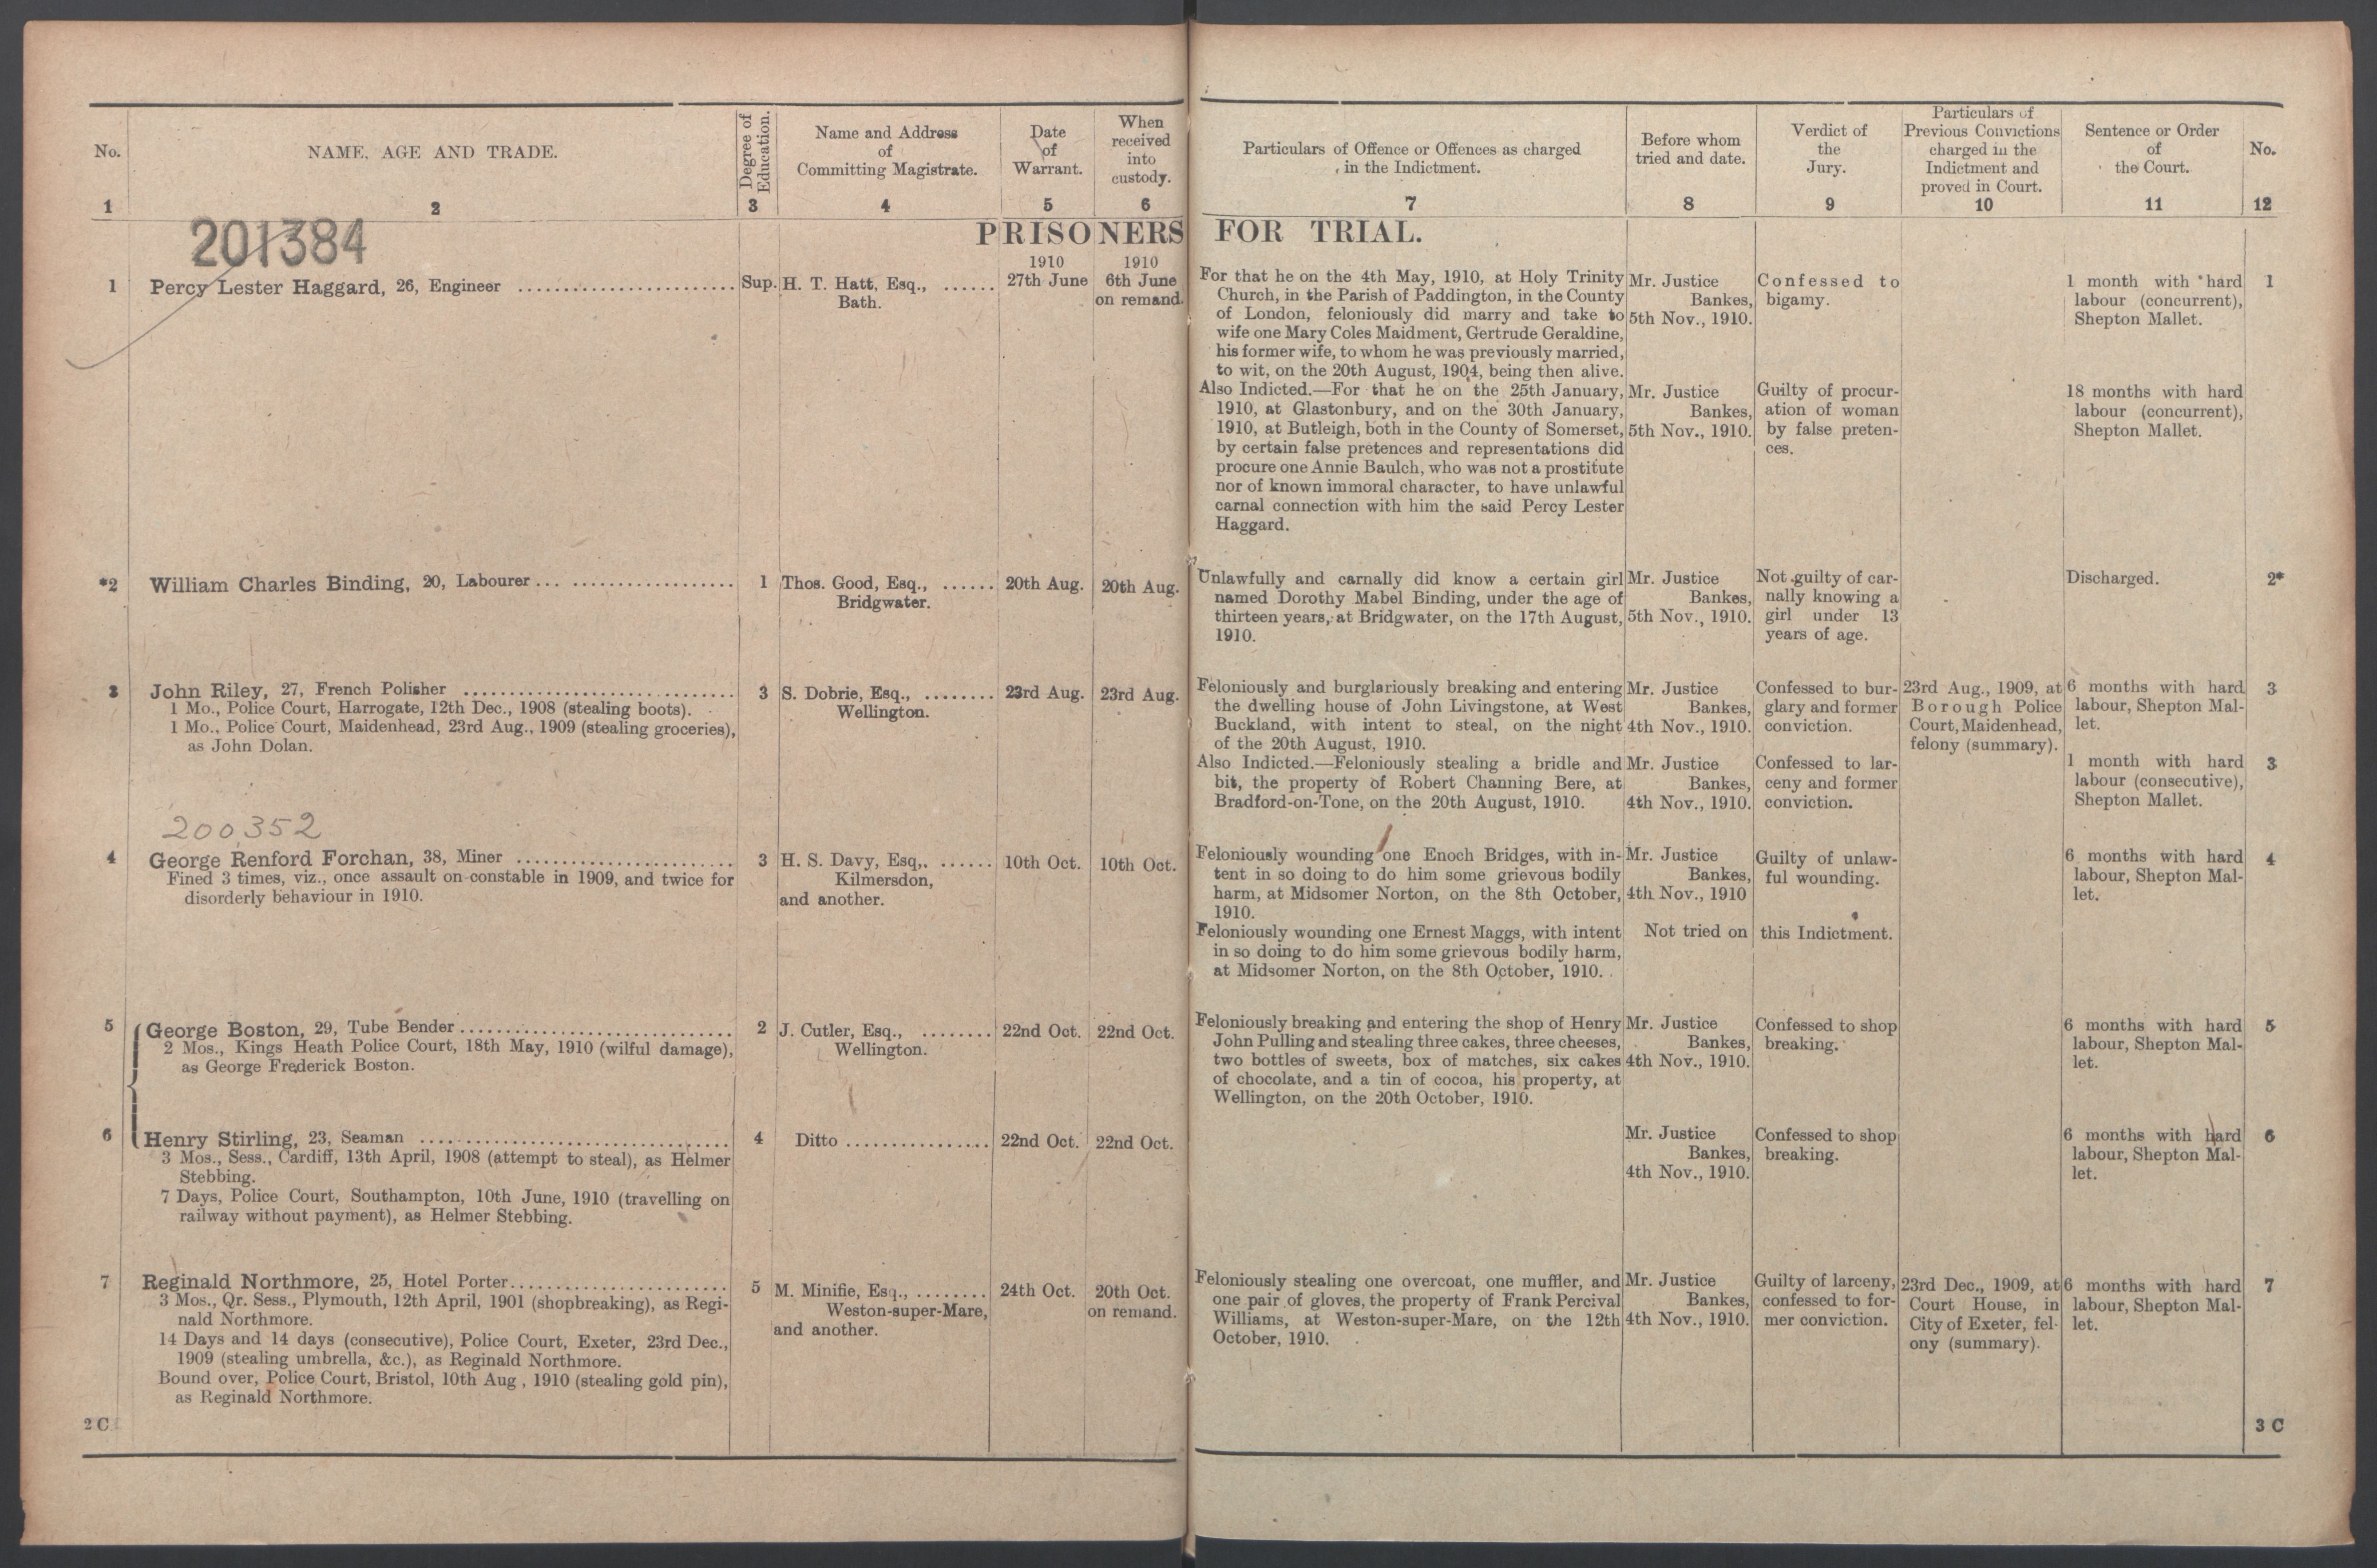 No.
NAME, AGE AND TRADE.
Degree of
Education.
Name and Address
of
Committing Magistrate.
Date
of
Warrant.
When
received
into
custody.
1
2
3
4
5
6
PRISONERS
201384
1910
1910
1 Percy Lester Haggard, 26, Engineer ........................ Sup. H. T. Hatt, Esq., ...... 27th June 6th June
Bath. on remand.
*2 William Charles Binding, 20, Labourer... .................. 1 Thos. Good, Esq., ...... 20th Aug. 20th Aug.
Bridgwater.
3 John Riley, 27, French Polisher ............................ 3 S. Dobrie, Esq., ........ 23rd Aug. 23rd Aug.
1 Mo., Police Court, Harrogate, 12th Dec., 1908 (stealing boots). Wellington.
1 Mo., Police Court, Maidenhead, 23rd Aug., 1909 (stealing groceries),
as John Dolan.
200352
4 George Renford Forchan, 38, Miner ....................... 3 H. S. Davy, Esq,. ...... 10th Oct. 10th Oct.
Fined 3 times, viz., once assault on constable in 1909, and twice for Kilmersdon,
disorderly behaviour in 1910. and another.
5 George Boston, 29, Tube Bender............................ 2 J. Cutler, Esq., ........ 22nd Oct. 22nd Oct.
2 Mos., Kings Heath Police Court, 18th May, 1910 (wilful damage), Wellington.
as George Frederick Boston.
6 Henry Stirling, 23, Seaman ................................ 4 Ditto ................ 22nd Oct. 22nd Oct.
3 Mos., Sess., Cardiff, 13th April, 1908 (attempt to steal), as Helmer
Stebbing.
7 Days, Police Court, Southampton, 10th June, 1910 (travelling on
railway without payment), as Helmer Stebbing.
7 Reginald Northmore, 25, Hotel Porter....................... 5 M. Minifie, Esq., ........ 24th Oct. 20th Oct.
3 Mos., Qr. Sess., Plymouth, 12th April, 1901 (shopbreaking), as Regi- Weston-super-Mare, on remand.
nald Northmore. and another.
14 Days and 14 days (consecutive), Police Court, Exeter, 23rd Dec.,
1909 (stealing umbrella, &c.), as Reginald Northmore.
Bound over, Police Court, Bristol, 10th Aug , 1910 (stealing gold pin),
as Reginald Northmore.
2 C
Particulars of Offence or Offences as charged
in the Indictment.
Before whom
tried and date.
Verdict of
the
Jury.
Particulars of
Previous Convictions
charged in the
Indictment and
proved in Court.
Sentence or Order
of
the Court.
No.
7
8
9
10
11
12
FOR TRIAL.
For that he on the 4th May, 1910, at Holy Trinity Mr. Justice Confessed to 1 month with hard 1
Church, in the Parish of Paddington, in the County Bankes, bigamy. labour (concurrent),
of London, feloniously did marry and take to 5th Nov., 1910. Shepton Mallet.
wife one Mary Coles Maidment, Gertrude Geraldine,
his former wife, to whom he was previously married,
to wit, on the 20th August, 1904, being then alive.
Also Indicted.—For that he on the 25th January, Mr. Justice Guilty of procur- 18 months with hard
1910, at Glastonbury, and on the 30th January, Bankes, ation of woman labour (concurrent),
1910, at Butleigh, both in the County of Somerset, 5th Nov., 1910. by false preten- Shepton Mallet.
by certain false pretences and representations did ces.
procure one Annie Baulch, who was not a prostitute
nor of known immoral character, to have unlawful
carnal connection with him the said Percy Lester
Haggard.
Unlawfully and carnally did know a certain girl Mr. Justice Not guilty of car- Discharged. 2*
named Dorothy Mabel Binding, under the age of Bankes, nally knowing a
thirteen years, at Bridgwater, on the 17th August, 5th Nov., 1910. girl under 13
1910. years of age.
Feloniously and burglariously breaking and entering Mr. Justice Confessed to bur- 23rd Aug., 1909, at 6 months with hard 3
the dwelling house of John Livingstone, at West Bankes, glary and former Borough Police labour, Shepton Mal-
Buckland, with intent to steal, on the night 4th Nov., 1910. conviction. Court, Maidenhead, let.
of the 20th August, 1910. felony (summary).
Also Indicted.—Feloniously stealing a bridle and Mr. Justice Confessed to lar- 1 month with hard 3
bit, the property of Robert Channing Bere, at Bankes, ceny and former labour (consecutive),
Bradford-on-Tone, on the 20th August, 1910. 4th Nov., 1910. conviction. Shepton Mallet.
Feloniously wounding one Enoch Bridges, with in- Mr. Justice Guilty of unlaw- 6 months with hard 4
tent in so doing to do him some grievous bodily Bankes, ful wounding. labour, Shepton Mal-
harm, at Midsomer Norton, on the 8th October, 4th Nov., 1910 let.
1910.
Feloniously wounding one Ernest Maggs, with intent Not tried on this Indictment.
in so doing to do him some grievous bodily harm,
at Midsomer Norton, on the 8th October, 1910.
Feloniously breaking and entering the shop of Henry Mr. Justice Confessed to shop 6 months with hard 5
John Pulling and stealing three cakes, three cheeses, Bankes, breaking. labour, Shepton Mal-
two bottles of sweets, box of matches, six cakes 4th Nov., 1910. let.
of chocolate, and a tin of cocoa, his property, at
Wellington, on the 20th October, 1910.
Mr. Justice Confessed to shop 6 months with hard 6
Bankes, breaking. labour, Shepton Mal-
4th Nov., 1910. let.
Feloniously stealing one overcoat, one muffler, and Mr. Justice Guilty of larceny, 23rd Dec., 1909, at 6 months with hard 7
one pair of gloves, the property of Frank Percival Bankes, confessed to for- Court House, in labour, Shepton Mal-
Williams, at Weston-super-Mare, on the 12th 4th Nov., 1910. mer conviction. City of Exeter, fel- let.
October, 1910. ony (summary).
3 C